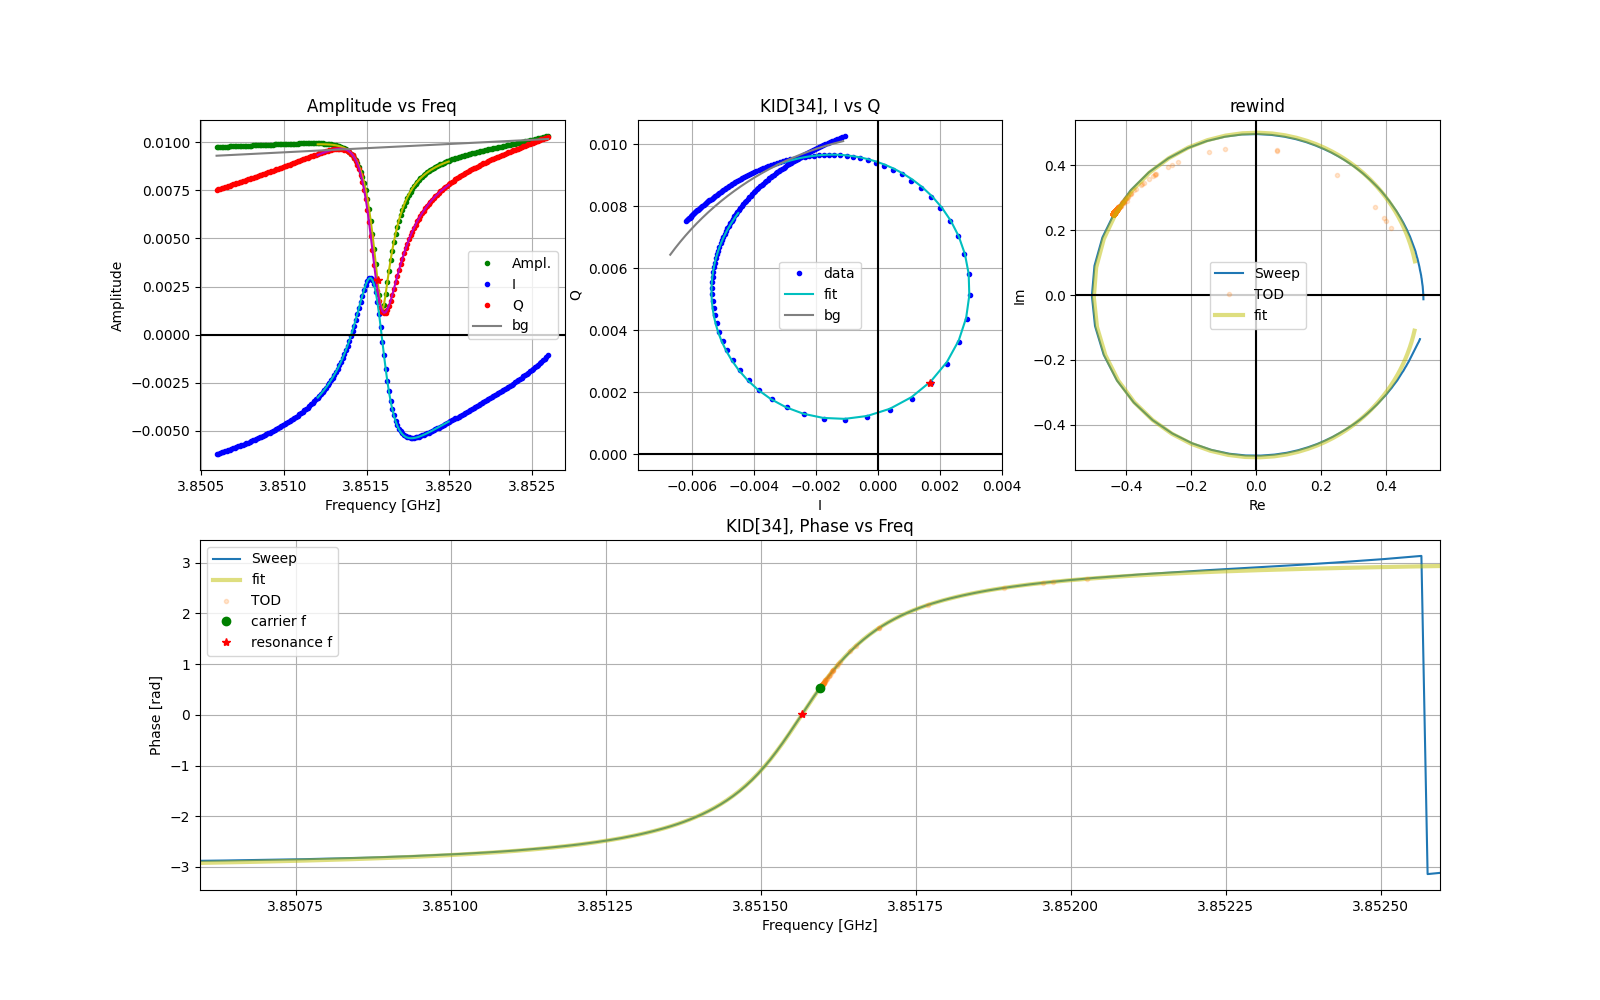 Amplitude vs Freq
Amplitude
0.0100
0.0075
0.0050
0.0025
0.0000
−0.0025
−0.0050
Ampl.
I
Q
bg
3.8505
3.8510
3.8515
3.8520
3.8525
Frequency [GHz]
KID[34], I vs Q
Q
0.010
0.008
0.006
0.004
0.002
0.000
data
fit
bg
−0.006
−0.004
−0.002
0.000
0.002
0.004
I
rewind
Im
0.4
0.2
0.0
−0.2
−0.4
Sweep
TOD
fit
−0.4
−0.2
0.0
0.2
0.4
Re
KID[34], Phase vs Freq
Phase [rad]
3
2
1
0
−1
−2
−3
Sweep
fit
TOD
carrier f
resonance f
3.85075
3.85100
3.85125
3.85150
3.85175
3.85200
3.85225
3.85250
Frequency [GHz]